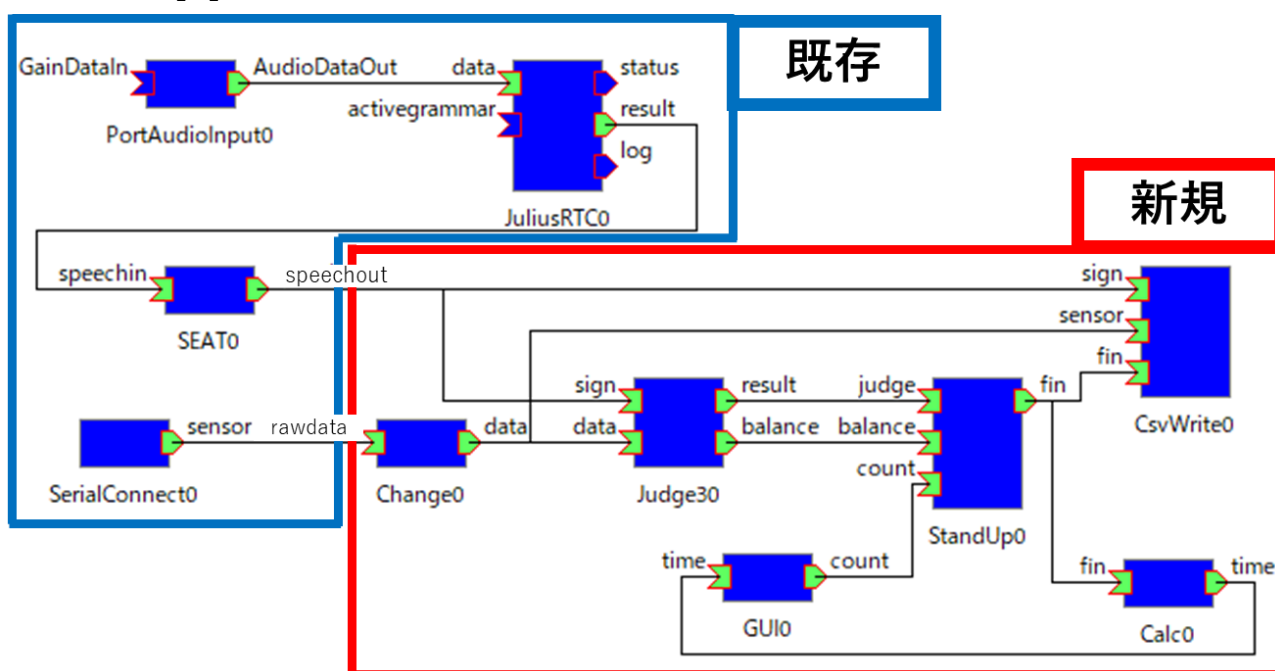 既存
GainDataIn
AudioDataOut
data
status
activegrammar
result
PortAudioInput0
log
JuliusRTC0
新規
speechin
speechout
sign
SEAT0
sensor
fin
sign
result
judge
fin
sensor
rawdata
data
data
balance
balance
CsvWrite0
count
SerialConnect0
Change0
Judge30
StandUp0
time
count
fin
time
GUI0
Calc0